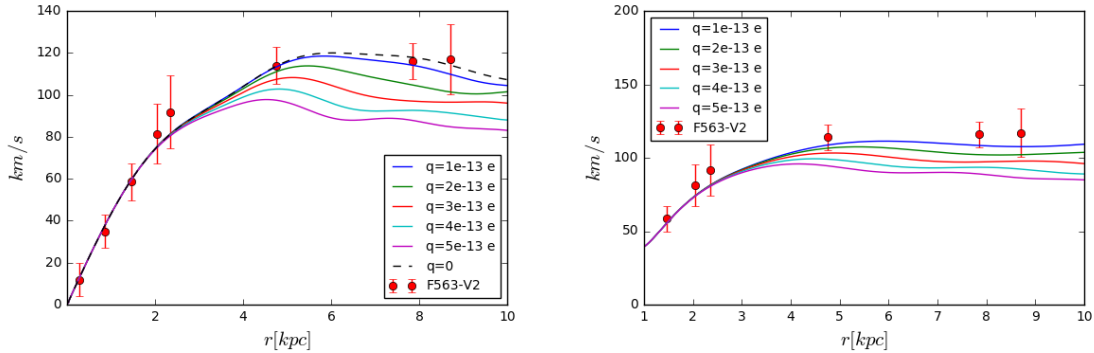 140
120
100
80
60
40
20
0
km/s
0
2
4
6
8
10
r[kpc]
q=1e-13 e
q=2e-13 e
q=3e-13 e
q=4e-13 e
q=5e-13 e
q=0
F563-V2
200
150
100
50
0
km/s
1
2
3
4
5
6
7
8
9
10
r[kpc]
q=1e-13 e
q=2e-13 e
q=3e-13 e
q=4e-13 e
q=5e-13 e
F563-V2